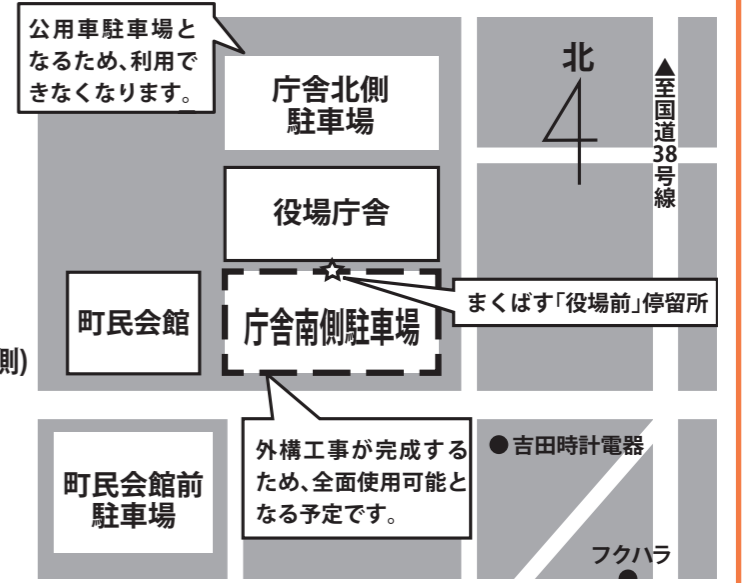 公用車駐車場と
なるため、利用で
きなくなります。
庁舎北側
駐車場
北
▲至国道38号線
役場庁舎
まくばす「役場前」停留所
町民会館
庁舎南側駐車場
側)
外構工事が完成する
ため、全面使用可能と
なる予定です。
●吉田時計電器
町民会館前
駐車場
フクハラ